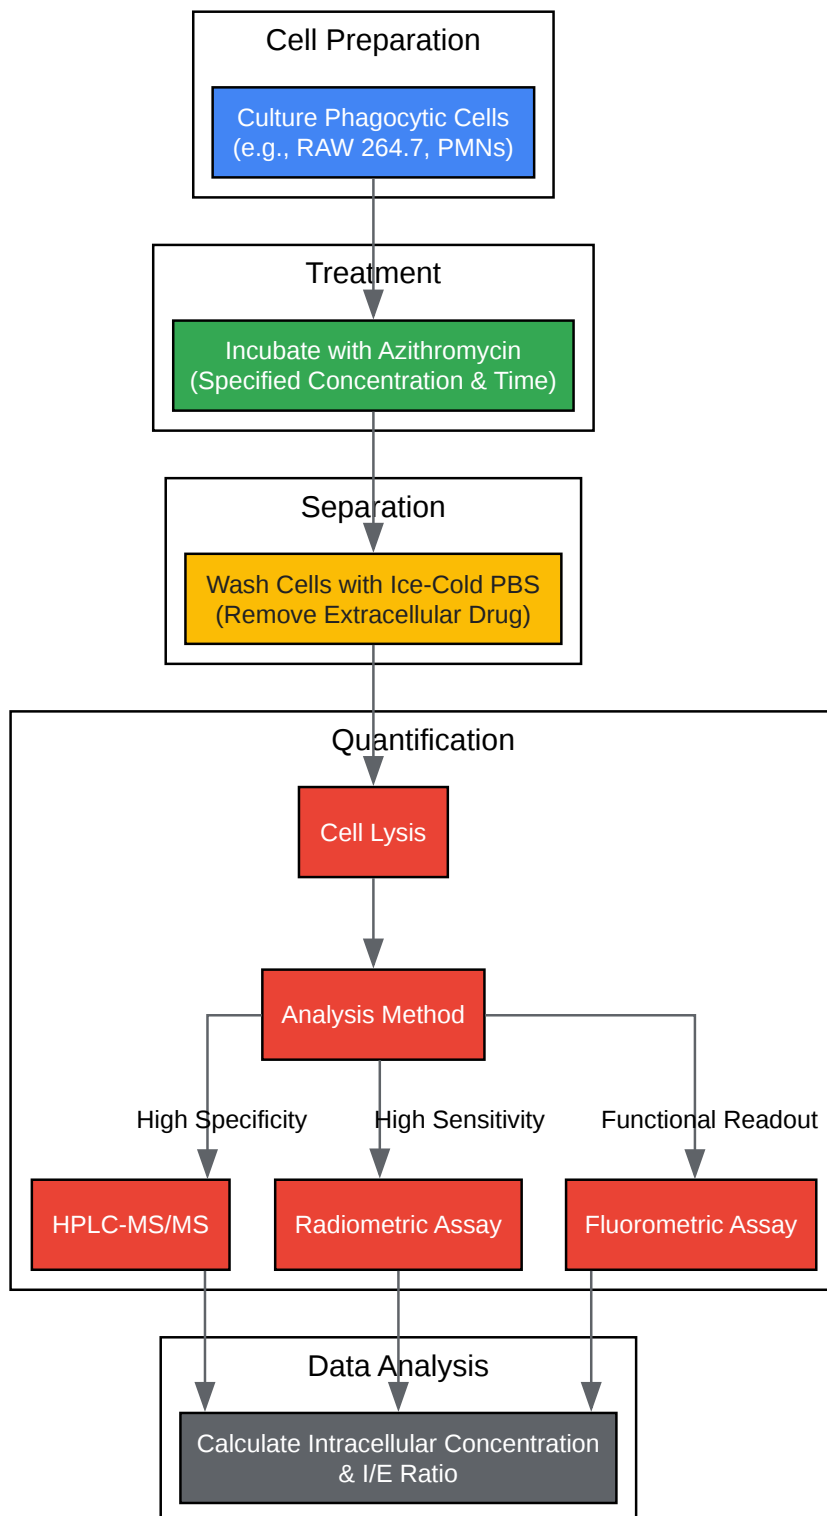 Cell Preparation
Culture Phagocytic Cells
(e.g., RAW 264.7, PMNs)
Treatment
Incubate with Azithromycin
(Specified Concentration & Time)
Separation
Wash Cells with Ice-Cold PBS
(Remove Extracellular Drug)
Quantification
Cell Lysis
Analysis Method
High Specificity
High Sensitivity
Functional Readout
HPLC-MS/MS
Radiometric Assay
Fluorometric Assay
Data Analysis
Calculate Intracellular Concentration
& I/E Ratio